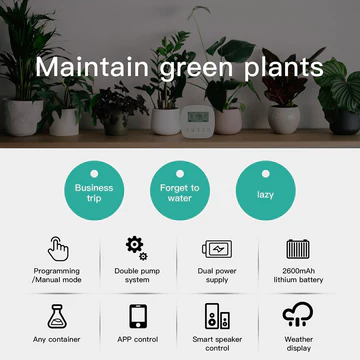 Maintain green plants
Business
trip
Forget to
water
lazy
Programming
/Manual mode
Double pump
system
Dual power
supply
2600mAh
lithium battery
Any container
APP control
Smart speaker
control
Weather
display